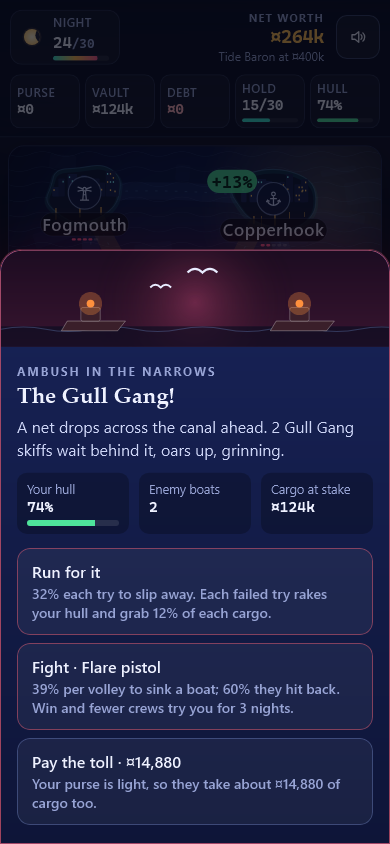 NIGHT
24/30
NET WORTH
¤264k
Tide Baron at ¤400k
PURSE
¤0
VAULT
¤124k
DEBT
¤0
HOLD
15/30
HULL
74%
+13%
Fogmouth
Copperhook
AMBUSH IN THE NARROWS
The Gull Gang!
A net drops across the canal ahead. 2 Gull Gang
skiffs wait behind it, oars up, grinning.
Your hull
74%
Enemy boats
2
Cargo at stake
¤124k
Run for it
32% each try to slip away. Each failed try rakes
your hull and grab 12% of each cargo.
Fight · Flare pistol
39% per volley to sink a boat; 60% they hit back.
Win and fewer crews try you for 3 nights.
Pay the toll · ¤14,880
Your purse is light, so they take about ¤14,880 of
cargo too.